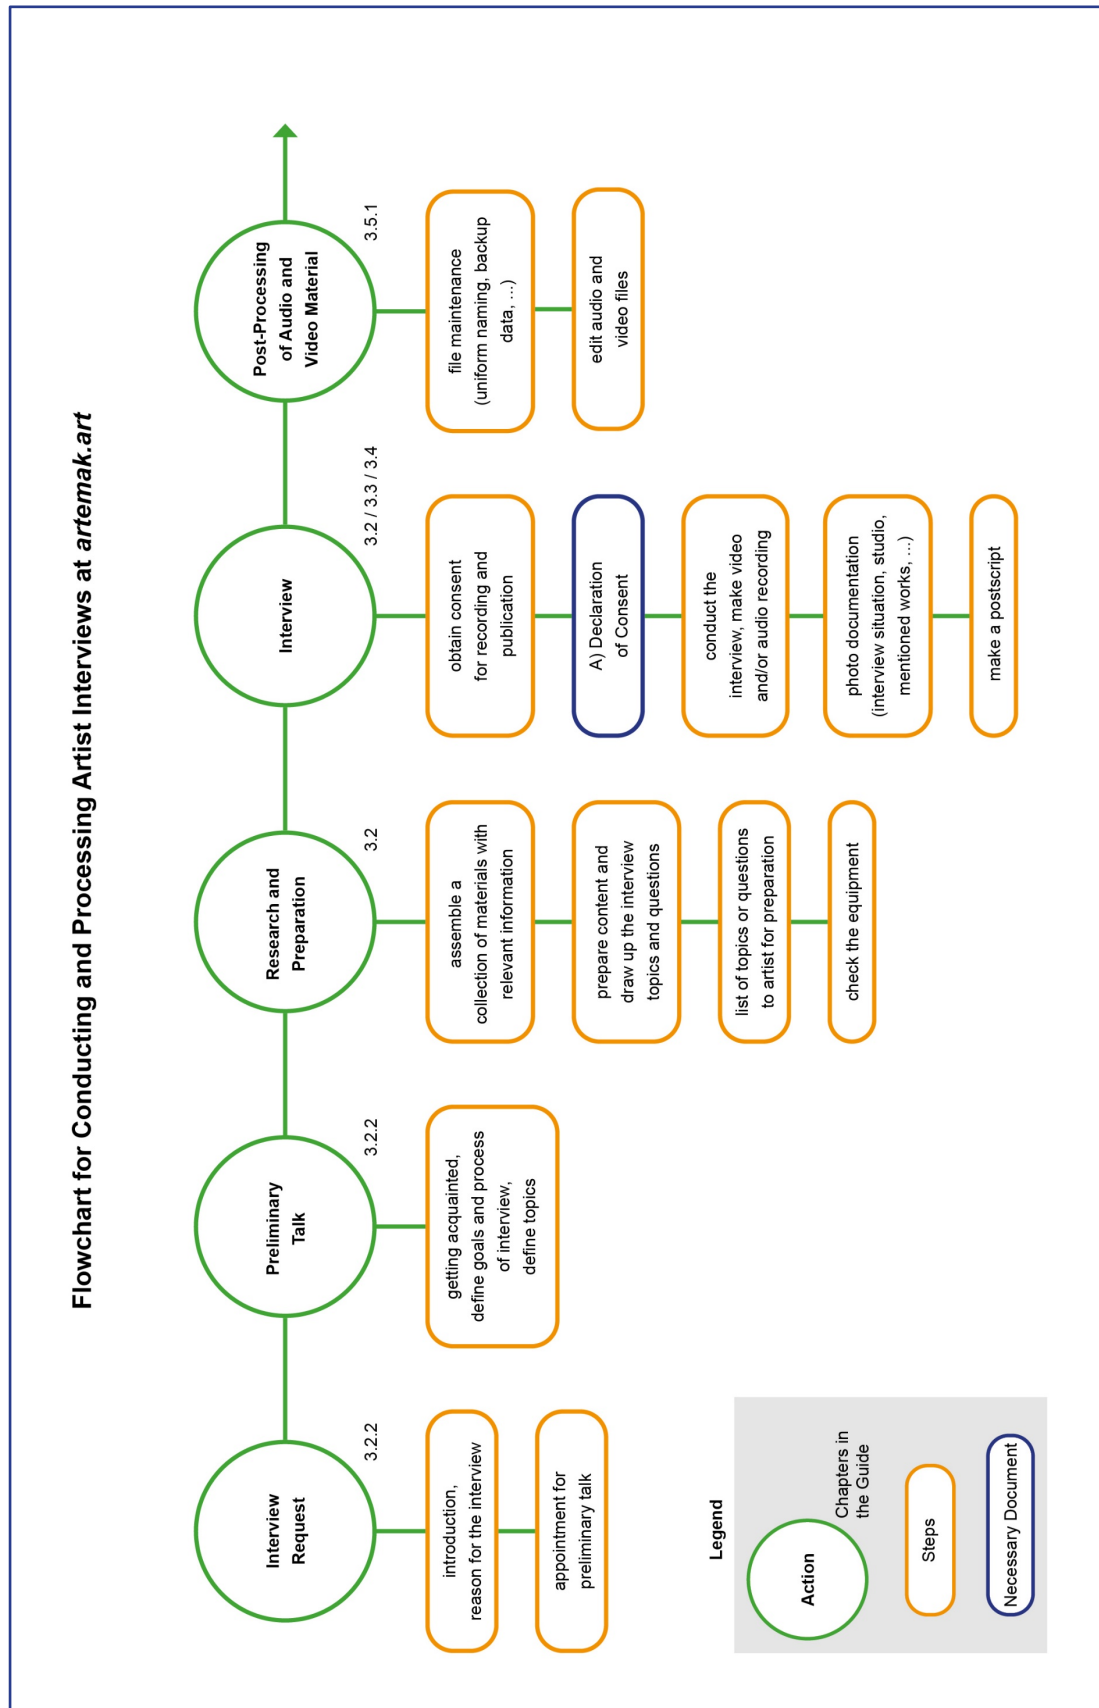 Flowchart for Conducting and Processing Artist Interviews at artemak.art
Interview
Request
3.2.2
introduction,
reason for the interview
appointment for
preliminary talk
Preliminary
Talk
3.2.2
getting acquainted,
define goals and process
of interview,
define topics
Research and
Preparation
3.2
assemble a
collection of materials with
relevant information
prepare content and
draw up the interview
topics and questions
list of topics or questions
to artist for preparation
check the equipment
Interview
3.2 / 3.3 / 3.4
obtain consent
for recording and
publication
A) Declaration
of Consent
conduct the
interview, make video
and/or audio recording
photo documentation
(interview situation, studio,
mentioned works, ...)
make a postscript
Post-Processing
of Audio and
Video Material
3.5.1
file maintenance
(uniform naming, backup
data, ...)
edit audio and
video files
Legend
Action
Chapters in
the Guide
Steps
Necessary Document